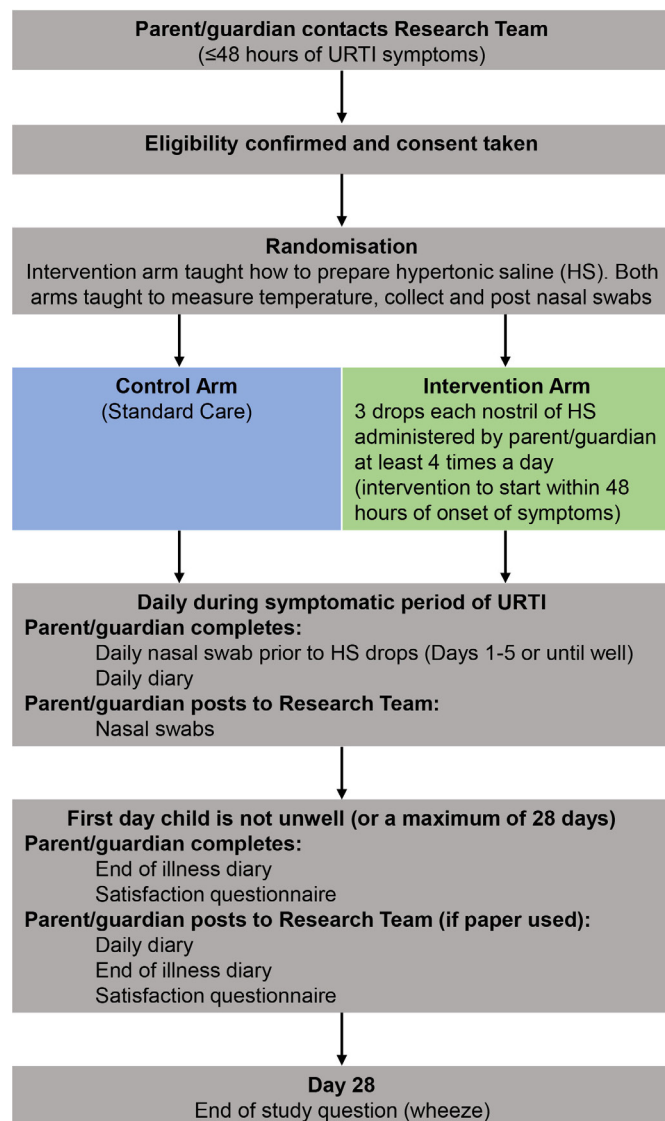 Parent/guardian contacts Research Team
(≤48 hours of URTI symptoms)
Eligibility confirmed and consent taken
Randomisation
Intervention arm taught how to prepare hypertonic saline (HS). Both
arms taught to measure temperature, collect and post nasal swabs
Control Arm
(Standard Care)
Intervention Arm
3 drops each nostril of HS
administered by parent/guardian
at least 4 times a day
(intervention to start within 48
hours of onset of symptoms)
Daily during symptomatic period of URTI
Parent/guardian completes:
Daily nasal swab prior to HS drops (Days 1-5 or until well)
Daily diary
Parent/guardian posts to Research Team:
Nasal swabs
First day child is not unwell (or a maximum of 28 days)
Parent/guardian completes:
End of illness diary
Satisfaction questionnaire
Parent/guardian posts to Research Team (if paper used):
Daily diary
End of illness diary
Satisfaction questionnaire
Day 28
End of study question (wheeze)